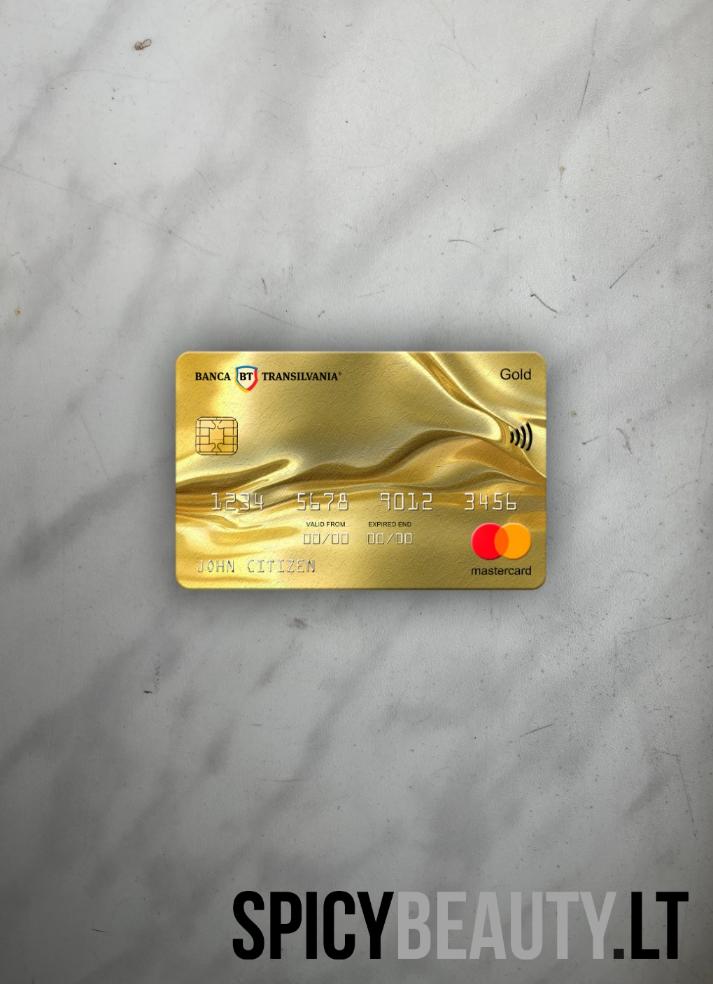 BANCA BT TRANSILVANIA®
Gold
1234 5678 9012 3456
VALID FROM EXPIRED END
00/00 00/00
JOHN CITIZEN
mastercard
SPICYBEAUTY.LT